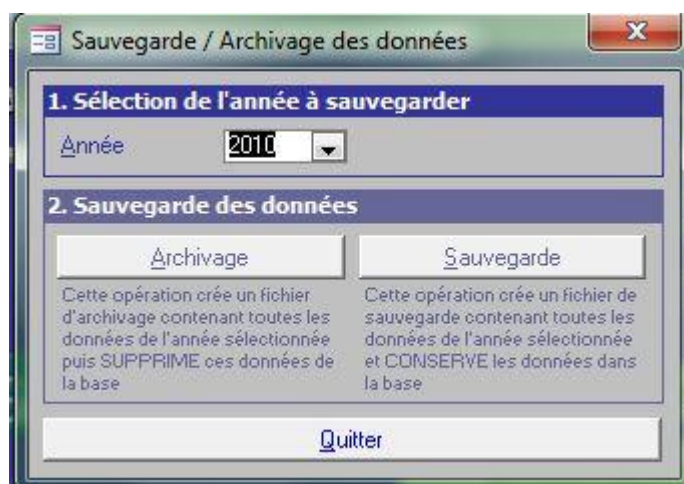 Sauvegarde / Archivage des données
1. Sélection de l'année à sauvegarder
Année 2010
2. Sauvegarde des données
Archivage
Sauvegarde
Cette opération crée un fichier
d'archivage contenant toutes les
données de l'année sélectionnée
puis SUPPRIME ces données de
la base
Cette opération crée un fichier de
sauvegarde contenant toutes les
données de l'année sélectionnée
et CONSERVE les données dans
la base
Quitter